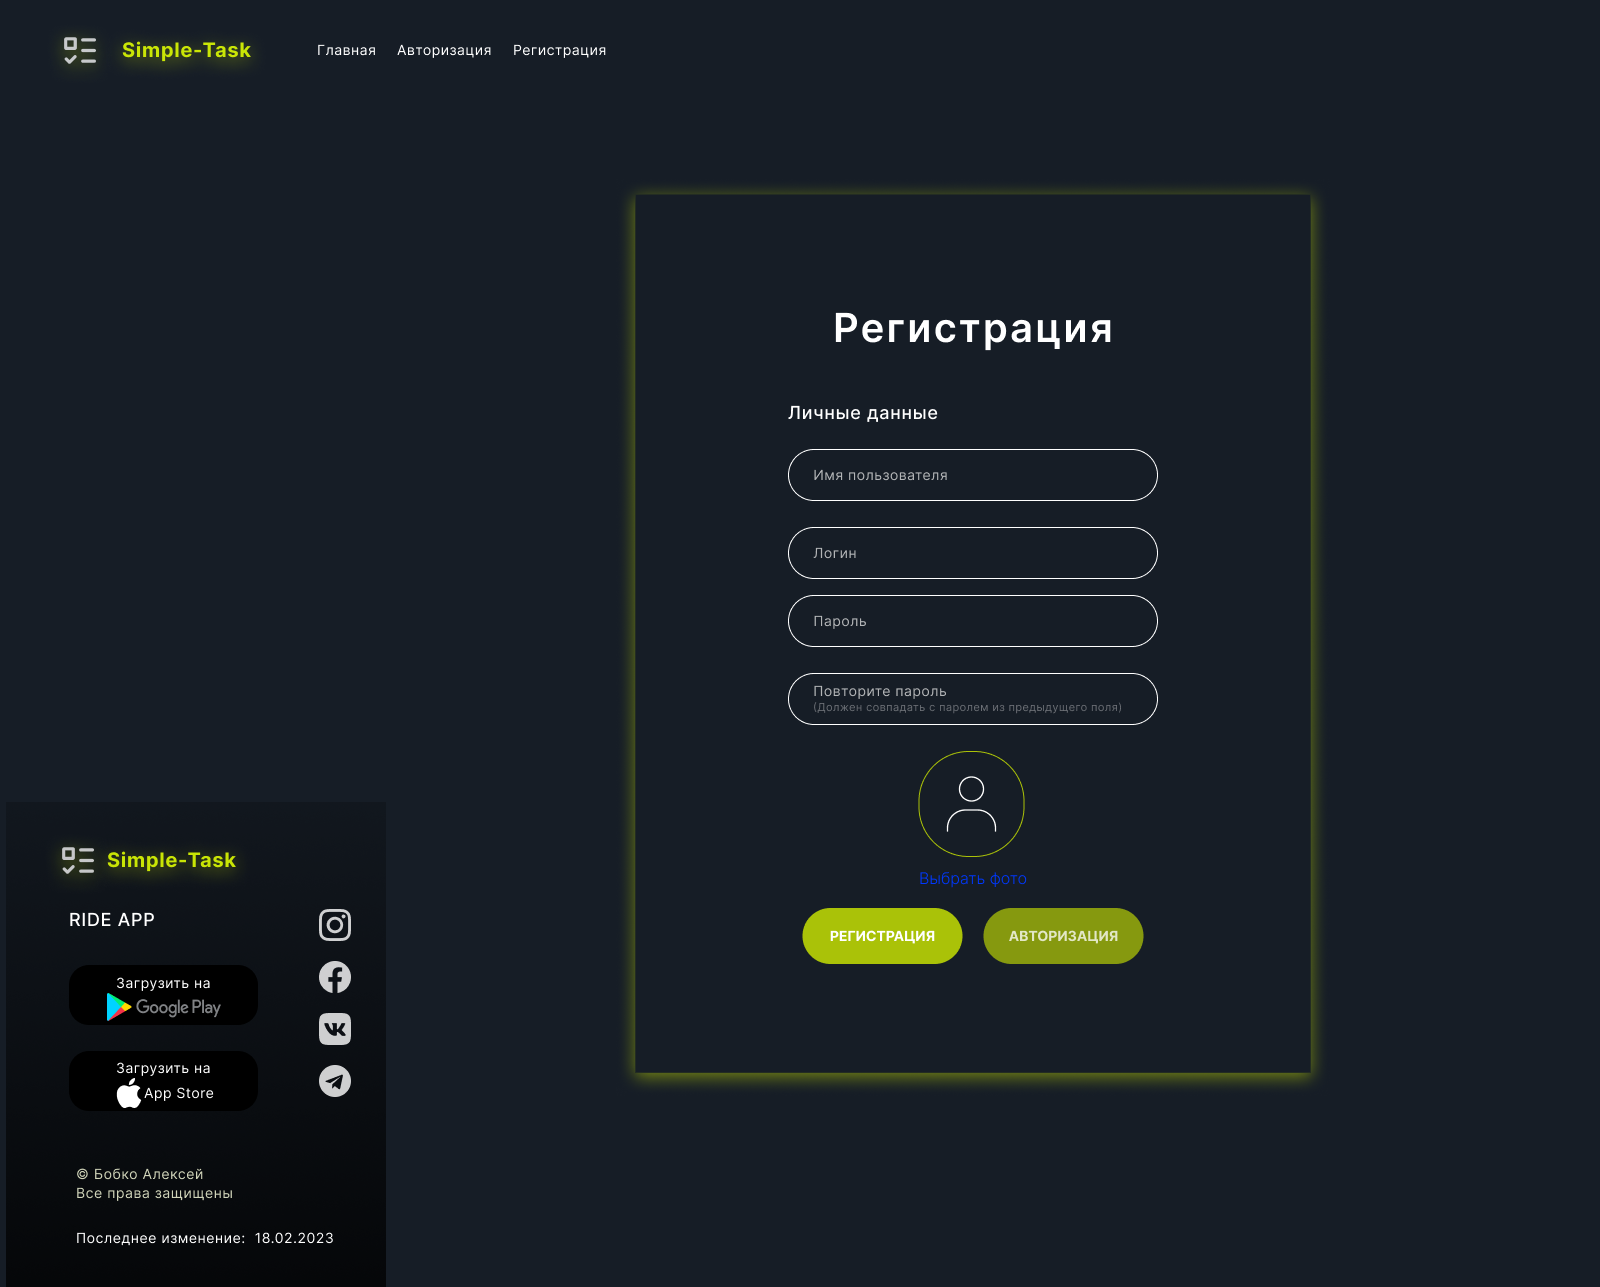 Simple-Task
Главная
Авторизация
Регистрация
Регистрация
Личные данные
Имя пользователя
Логин
Пароль
Повторите пароль
(Должен совпадать с паролем из предыдущего поля)
Выбрать фото
РЕГИСТРАЦИЯ
АВТОРИЗАЦИЯ
Simple-Task
RIDE APP
Загрузить на
Google Play
Загрузить на
App Store
© Бобко Алексей
Все права защищены
Последнее изменение: 18.02.2023